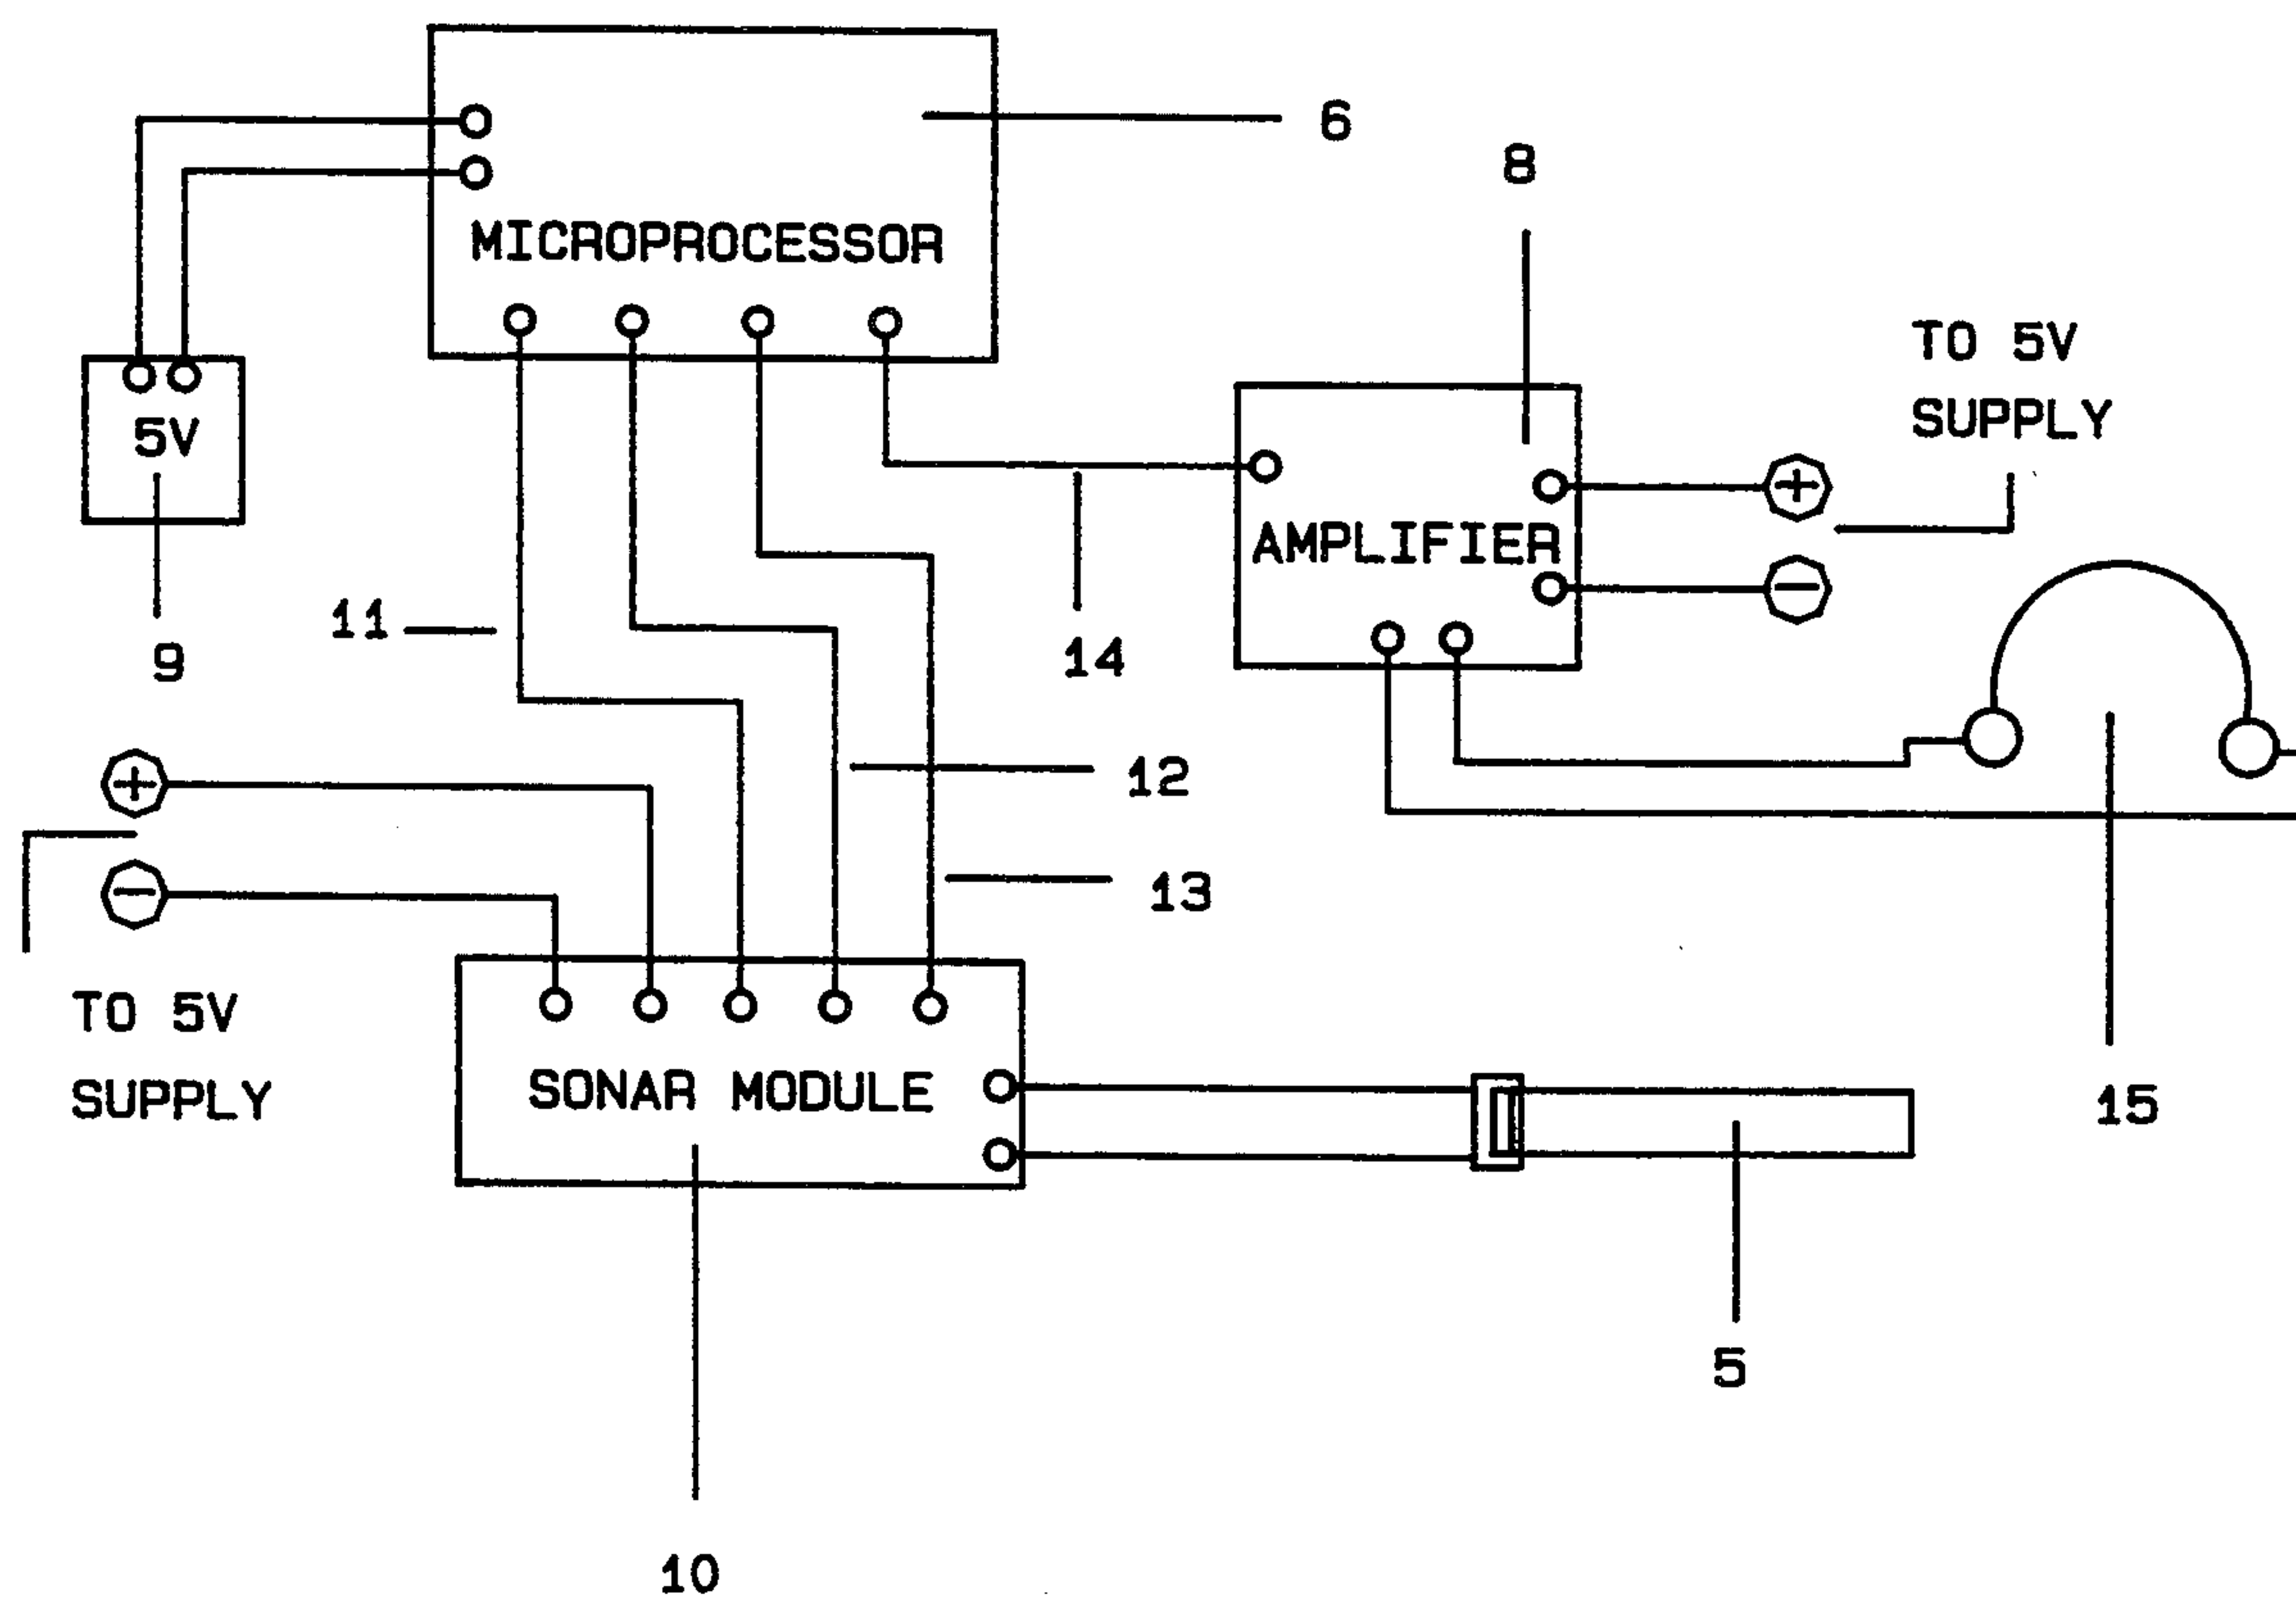 6
MICROPROCESSOR
8
TO 5V
SUPPLY
5V
AMPLIFIER
11
9
14
12
13
+
-
+
-
TO 5V
SUPPLY
SONAR MODULE
15
5
10